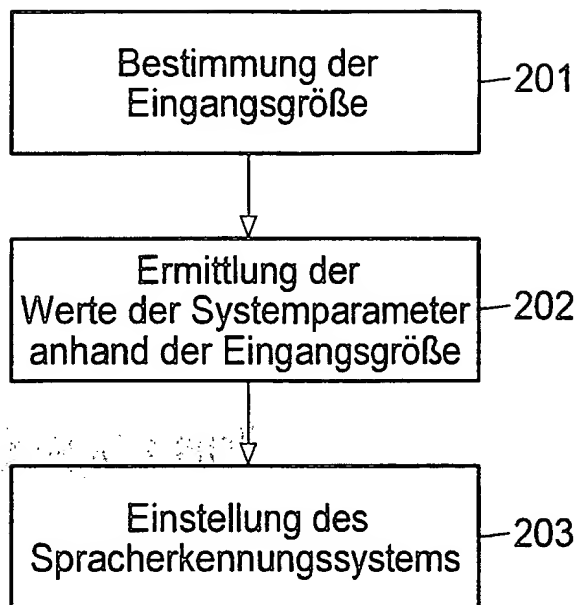 Bestimmung der
Eingangsgröße
201
Ermittlung der
Werte der Systemparameter
anhand der Eingangsgröße
202
Einstellung des
Spracherkennungssystems
203